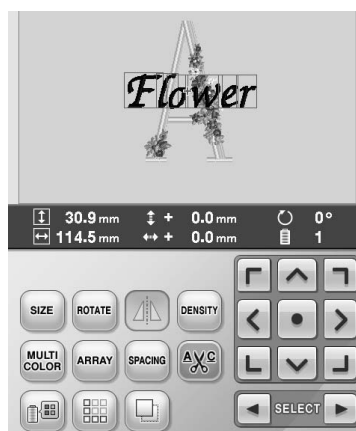 A
Flower
30.9 mm + 0.0 mm 0°
114.5 mm + 0.0 mm 1
SIZE ROTATE DENSITY
MULTI COLOR ARRAY SPACING A C
SELECT